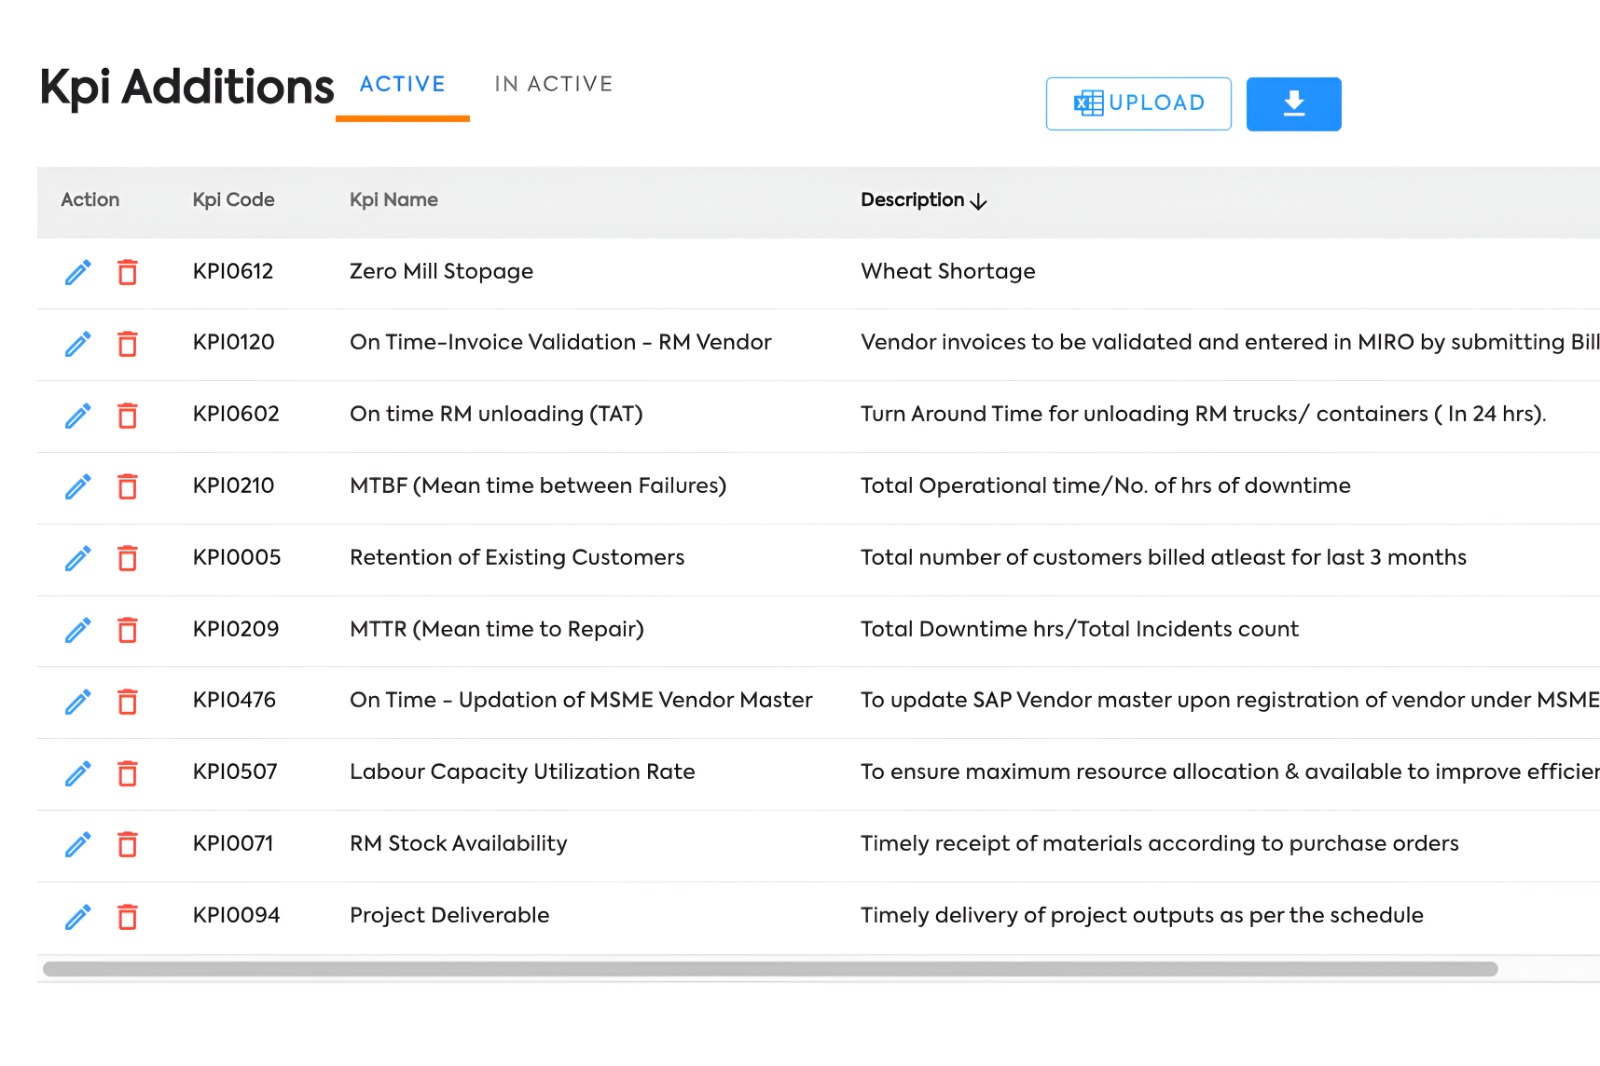 Kpi Additions ACTIVE IN ACTIVE UPLOAD
Action Kpi Code Kpi Name Description
KPI0612 Zero Mill Stopage Wheat Shortage
KPI0120 On Time-Invoice Validation - RM Vendor Vendor invoices to be validated and entered in MIRO by submitting Bill
KPI0602 On time RM unloading (TAT) Turn Around Time for unloading RM trucks/ containers ( In 24 hrs).
KPI0210 MTBF (Mean time between Failures) Total Operational time/No. of hrs of downtime
KPI0005 Retention of Existing Customers Total number of customers billed atleast for last 3 months
KPI0209 MTTR (Mean time to Repair) Total Downtime hrs/Total Incidents count
KPI0476 On Time - Updation of MSME Vendor Master To update SAP Vendor master upon registration of vendor under MSME
KPI0507 Labour Capacity Utilization Rate To ensure maximum resource allocation & available to improve
KPI0071 RM Stock Availability Timely receipt of materials according to purchase orders
KPI0094 Project Deliverable Timely delivery of project outputs as per the schedule